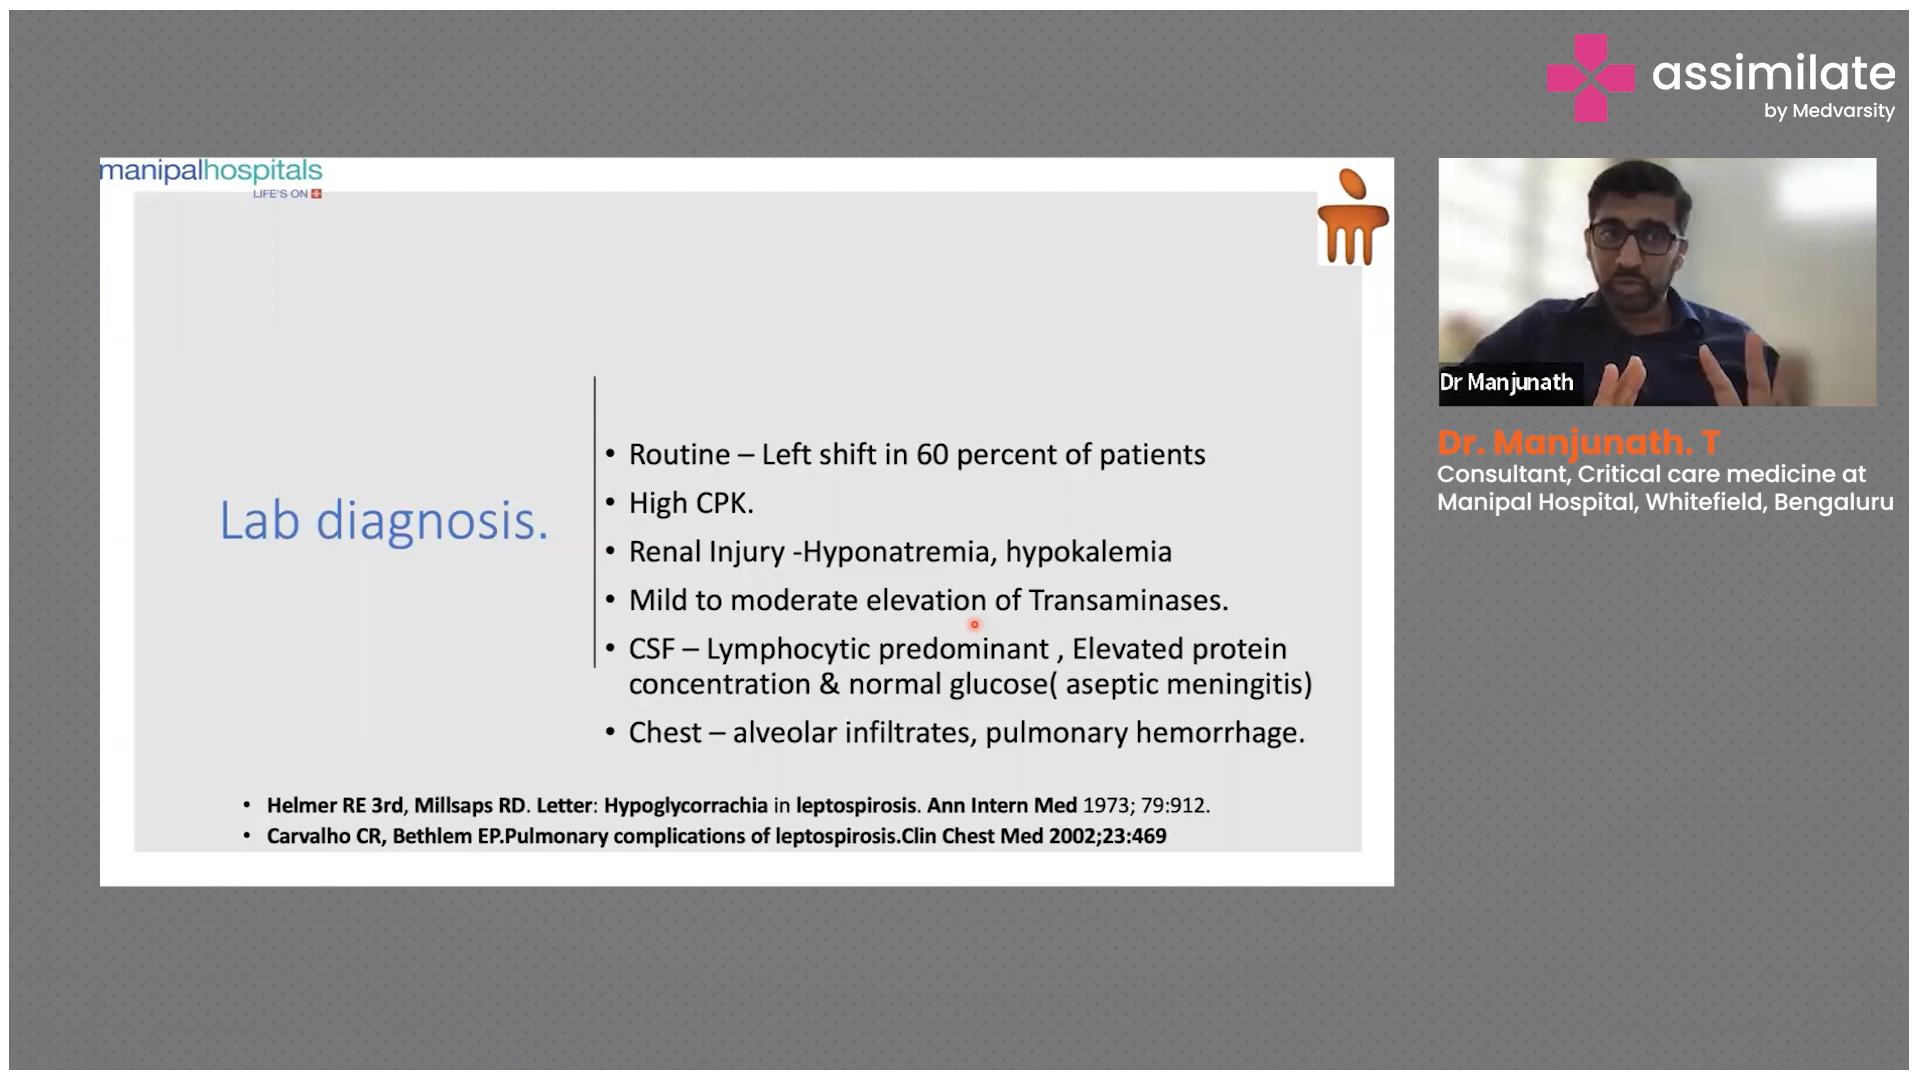 assimilate
by Medvarsity
manipalhospitals
LIFE'S ON
Lab diagnosis.
• Routine – Left shift in 60 percent of patients
• High CPK.
• Renal Injury -Hyponatremia, hypokalemia
• Mild to moderate elevation of Transaminases.
• CSF – Lymphocytic predominant , Elevated protein
concentration & normal glucose( aseptic meningitis)
• Chest – alveolar infiltrates, pulmonary hemorrhage.
• Helmer RE 3rd, Millsaps RD. Letter: Hypoglycorrachia in leptospirosis. Ann Intern Med 1973; 79:912.
• Carvalho CR, Bethlem EP.Pulmonary complications of leptospirosis.Clin Chest Med 2002;23:469
Dr Manjunath
Dr. Manjunath. T
Consultant, Critical care medicine at
Manipal Hospital, Whitefield, Bengaluru